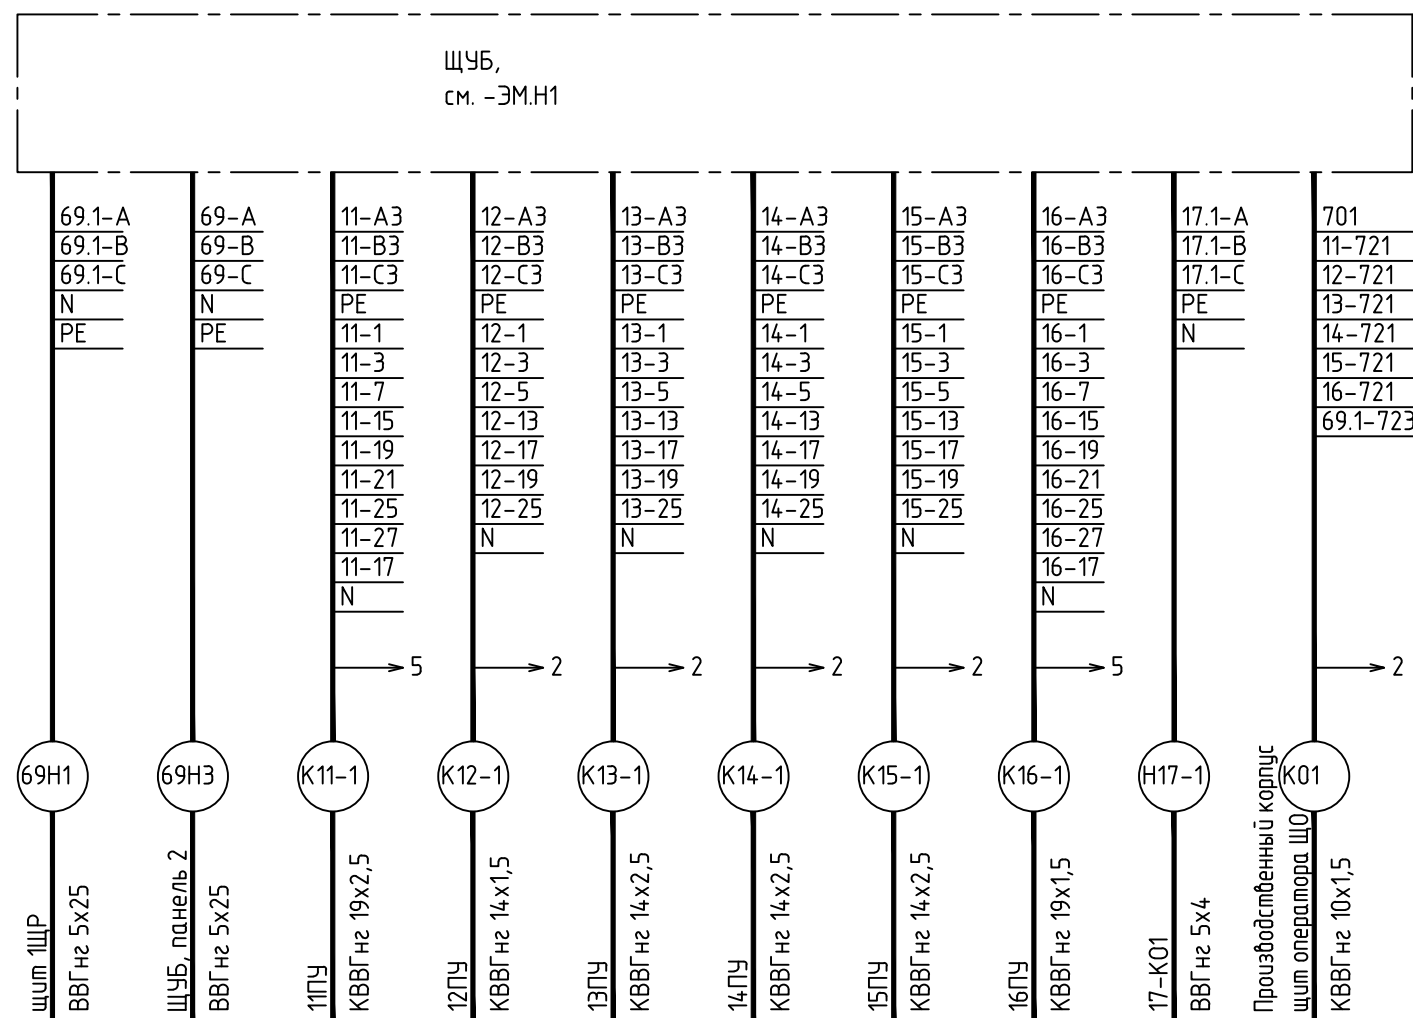 ЩУБ,
см. -ЭМ.Н1
69.1-A
69.1-B
69.1-C
N
PE
69-A
69-B
69-C
N
PE
11-A3
11-B3
11-C3
PE
11-1
11-3
11-7
11-15
11-19
11-21
11-25
11-27
11-17
N
12-A3
12-B3
12-C3
PE
12-1
12-3
12-5
12-13
12-17
12-19
12-25
N
13-A3
13-B3
13-C3
PE
13-1
13-3
13-5
13-13
13-17
13-19
13-25
N
14-A3
14-B3
14-C3
PE
14-1
14-3
14-5
14-13
14-17
14-19
14-25
N
15-A3
15-B3
15-C3
PE
15-1
15-3
15-5
15-13
15-17
15-19
15-25
N
16-A3
16-B3
16-C3
PE
16-1
16-3
16-7
16-15
16-19
16-21
16-25
16-27
16-17
N
17.1-A
17.1-B
17.1-C
PE
N
701
11-721
12-721
13-721
14-721
15-721
16-721
69.1-723
5
2
2
2
2
5
2
69Н1
69Н3
К11-1
К12-1
К13-1
К14-1
К15-1
К16-1
Н17-1
К01
щит 1ЩР
ВВГнг 5х25
ЩУБ, панель 2
ВВГнг 5х25
11ПУ
КВВГнг 19х2,5
12ПУ
КВВГнг 14х1,5
13ПУ
КВВГнг 14х2,5
14ПУ
КВВГнг 14х2,5
15ПУ
КВВГнг 14х2,5
16ПУ
КВВГнг 19х1,5
17-К01
ВВГнг 5х4
Производственный корпус
щит оператора ЩО
КВВГнг 10х1,5